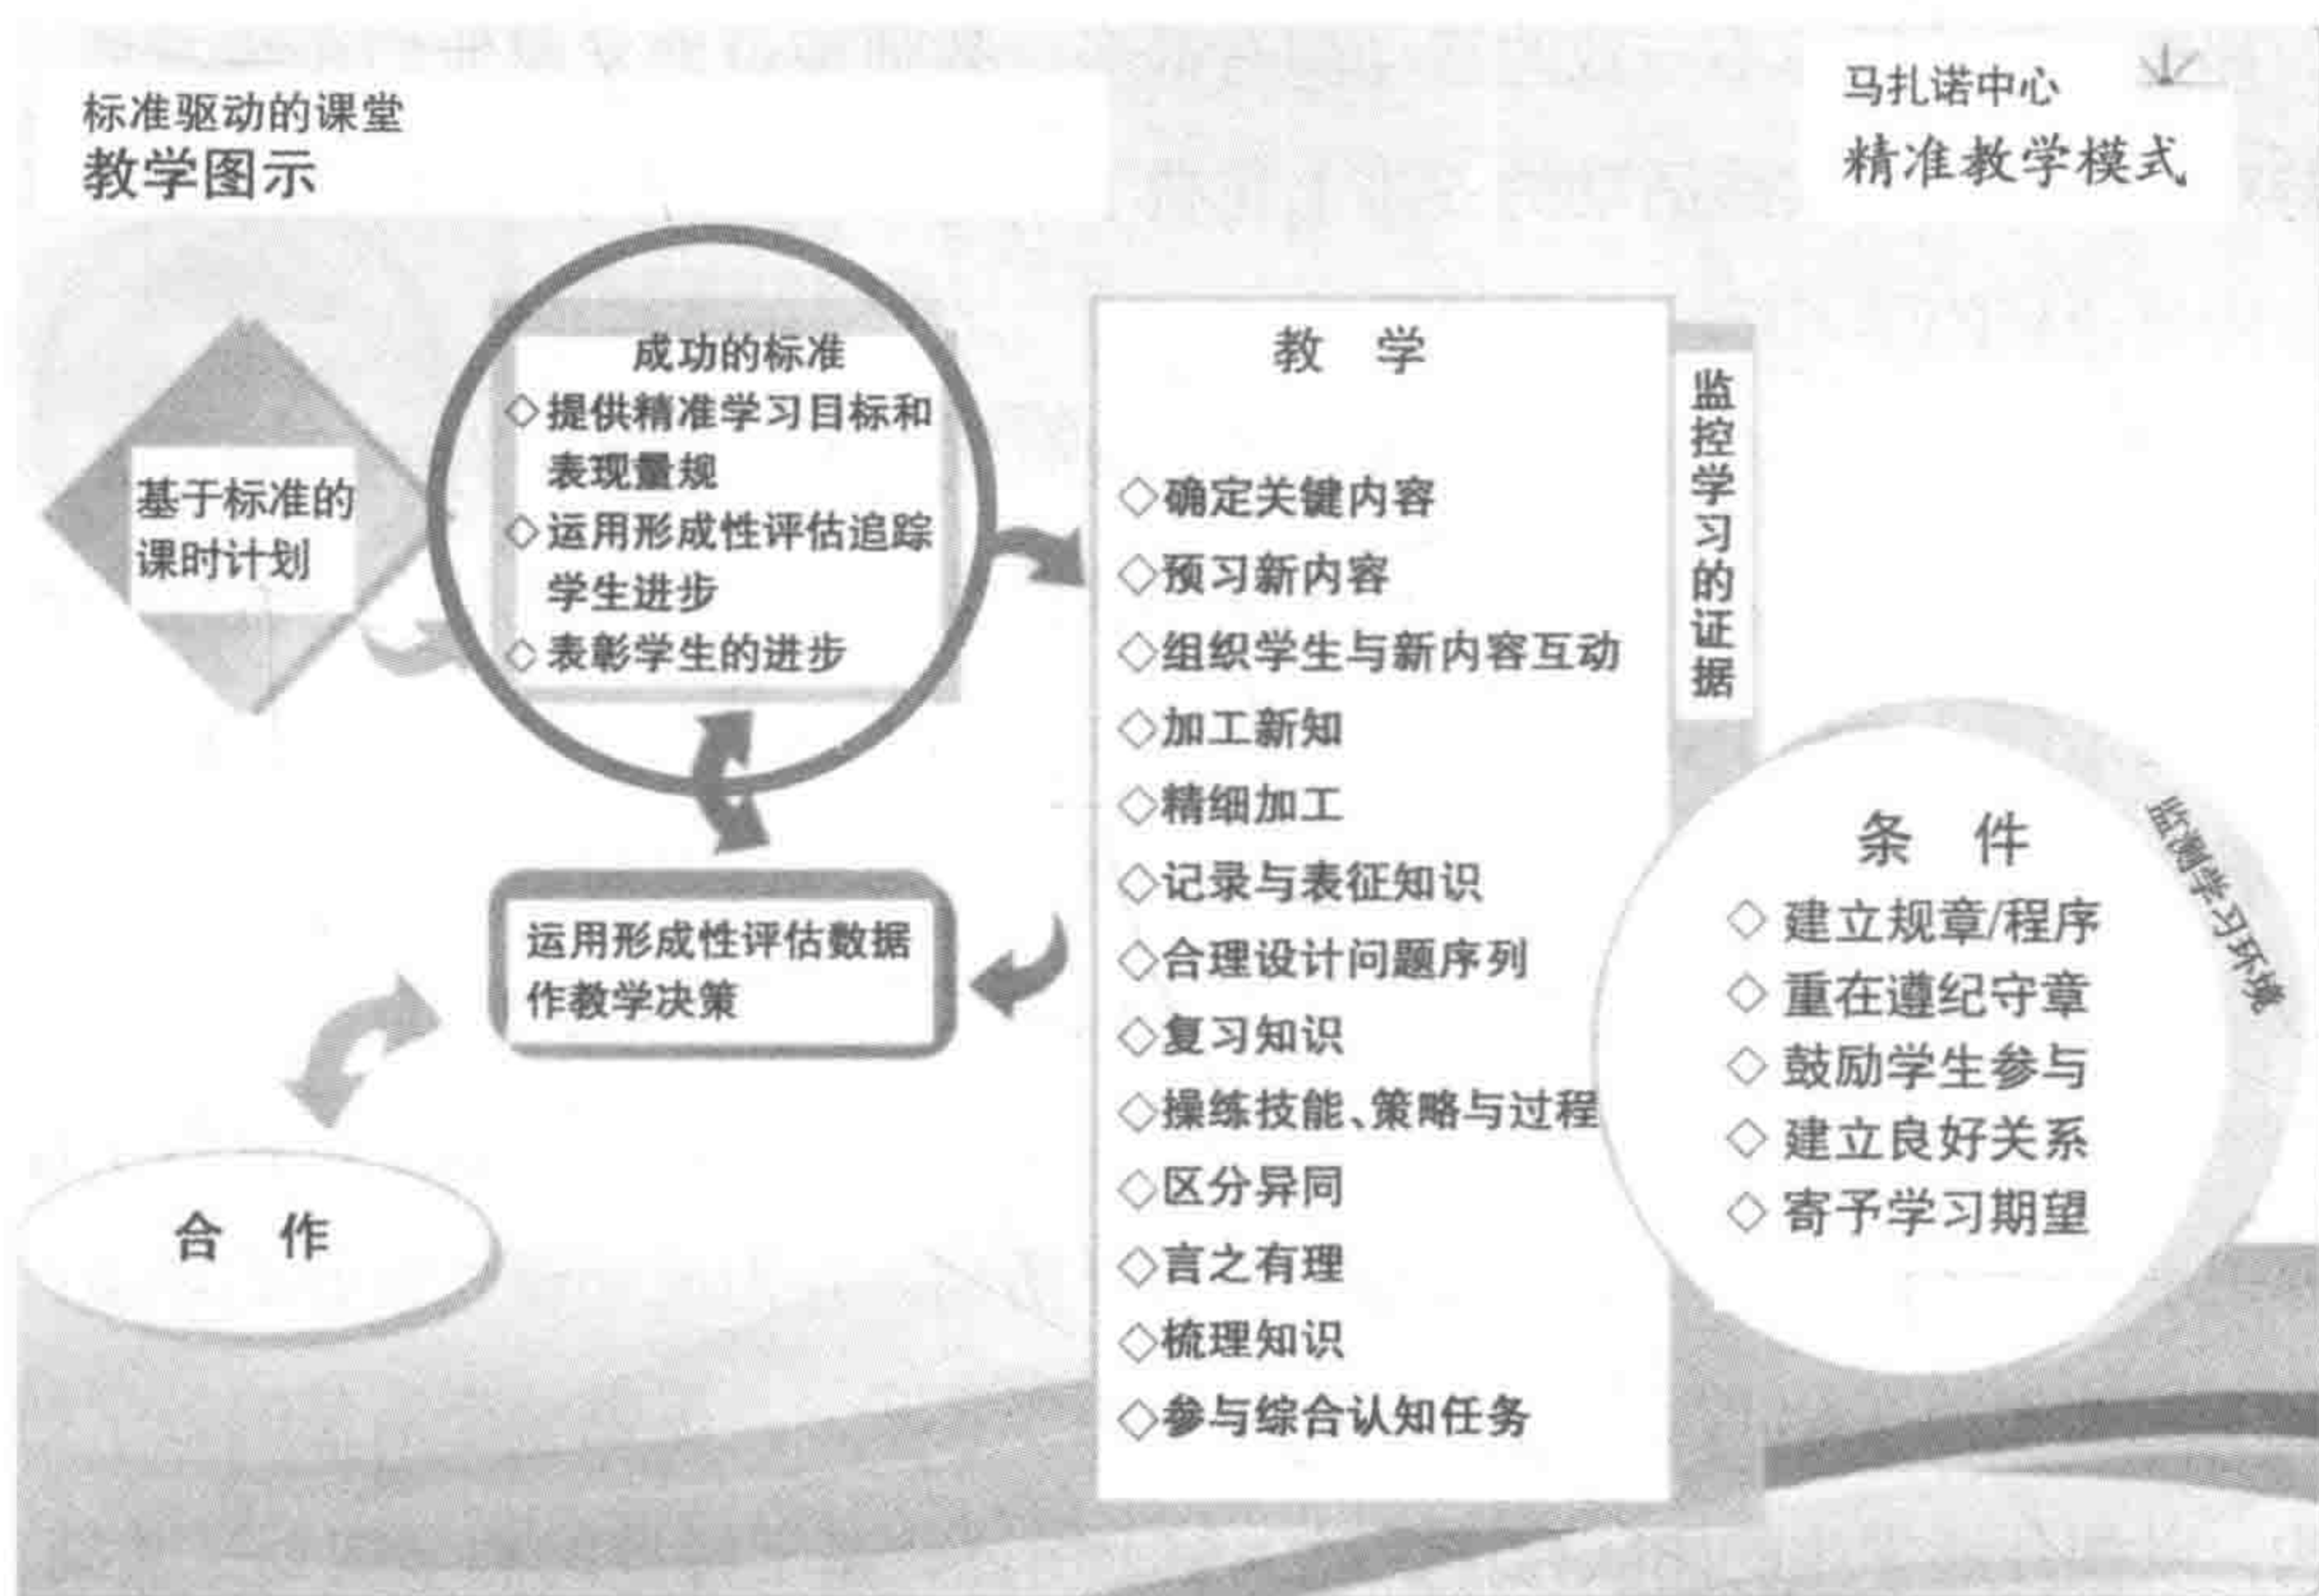 标准驱动的课堂
教学图示
马扎诺中心
精准教学模式
基于标准的
课时计划
成功的标准
◇提供精准学习目标和
表现量规
◇运用形成性评估追踪
学生进步
◇表彰学生的进步
运用形成性评估数据
作教学决策
合 作
教 学
◇确定关键内容
◇预习新内容
◇组织学生与新内容互动
◇加工新知
◇精细加工
◇记录与表征知识
◇合理设计问题序列
◇复习知识
◇操练技能、策略与过程
◇区分异同
◇言之有理
◇梳理知识
◇参与综合认知任务
监控学习的证据
条 件
◇建立规章/程序
◇重在遵纪守章
◇鼓励学生参与
◇建立良好关系
◇寄予学习期望
学习环境